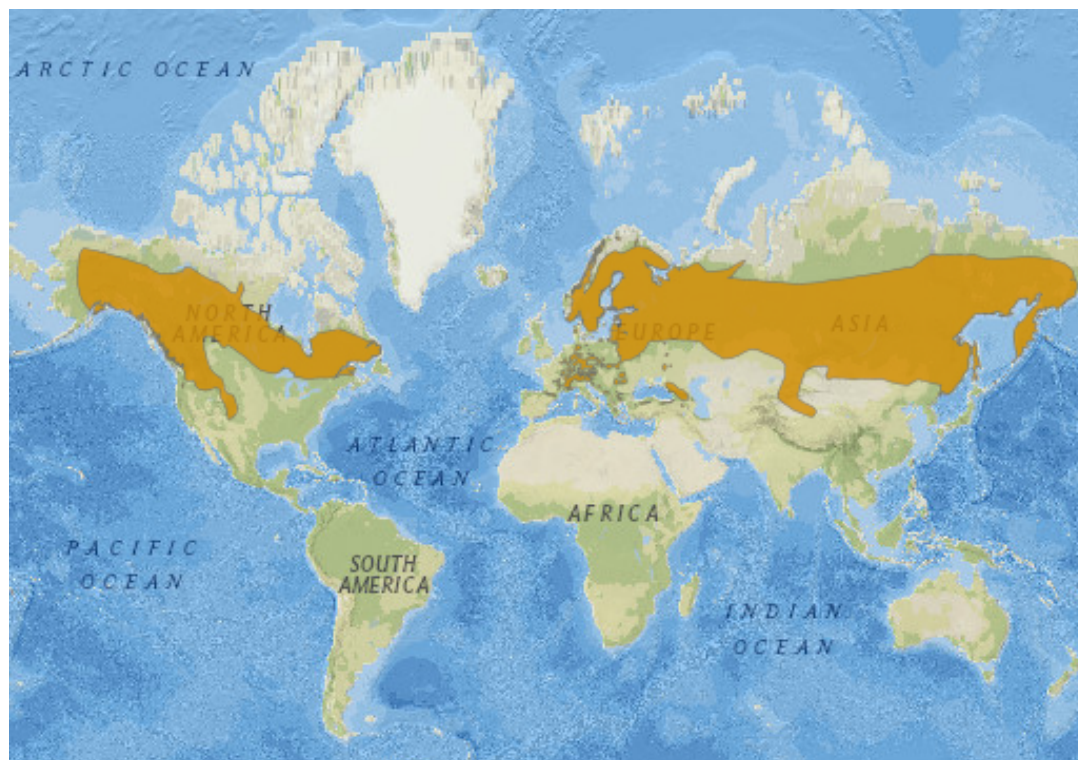 ARCTIC OCEAN
NORTH
AMERICA
EUROPE
ASIA
ATLANTIC
OCEAN
AFRICA
PACIFIC
OCEAN
SOUTH
AMERICA
INDIAN
OCEAN